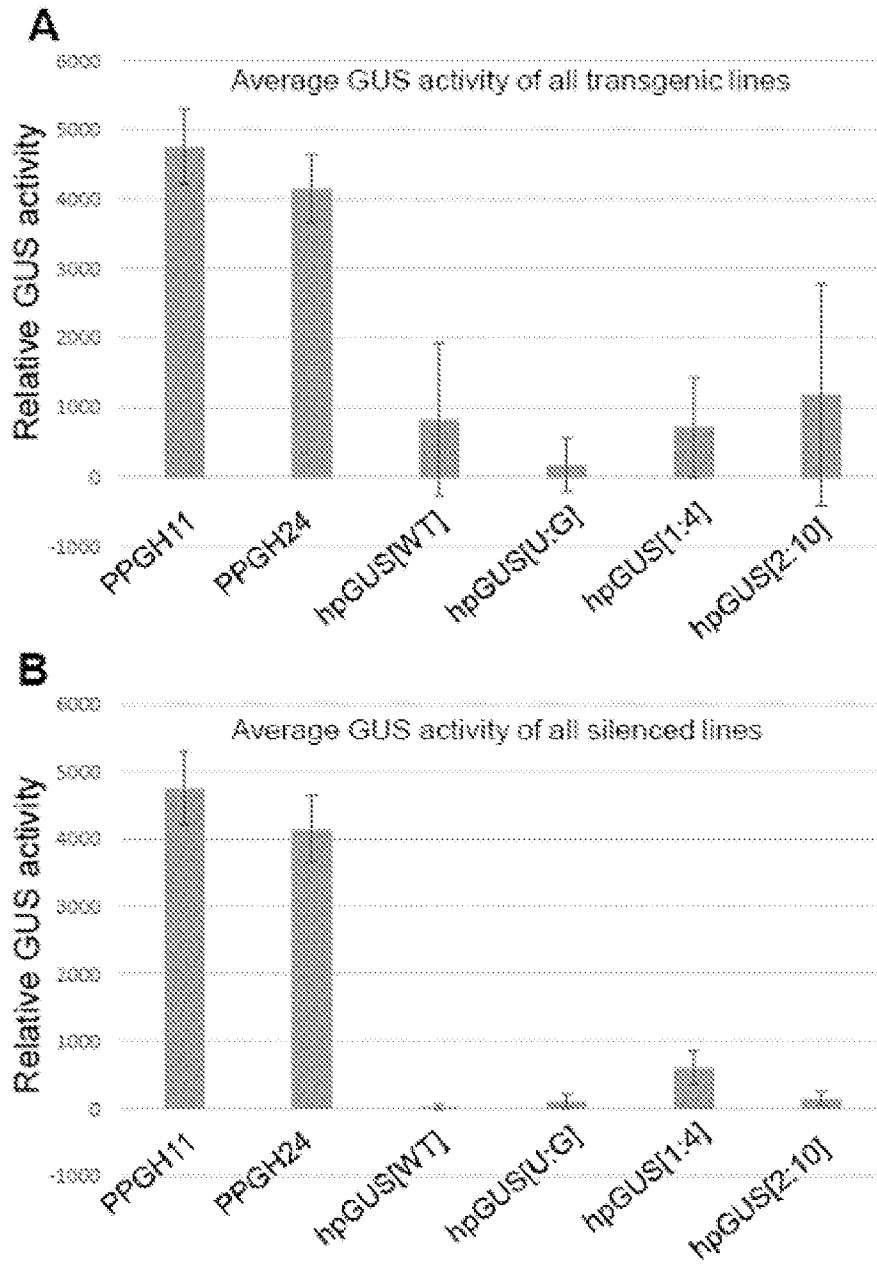 A
Average GUS activity of all transgenic lines
Relative GUS activity
6000
5000
4000
3000
2000
1000
0
-1000
PPGH11
PPGH24
hpGUS[WT]
hpGUS[U:G]
hpGUS[1:4]
hpGUS[2:10]
B
Average GUS activity of all silenced lines
Relative GUS activity
6000
5000
4000
3000
2000
1000
0
-1000
PPGH11
PPGH24
hpGUS[WT]
hpGUS[U:G]
hpGUS[1:4]
hpGUS[2:10]